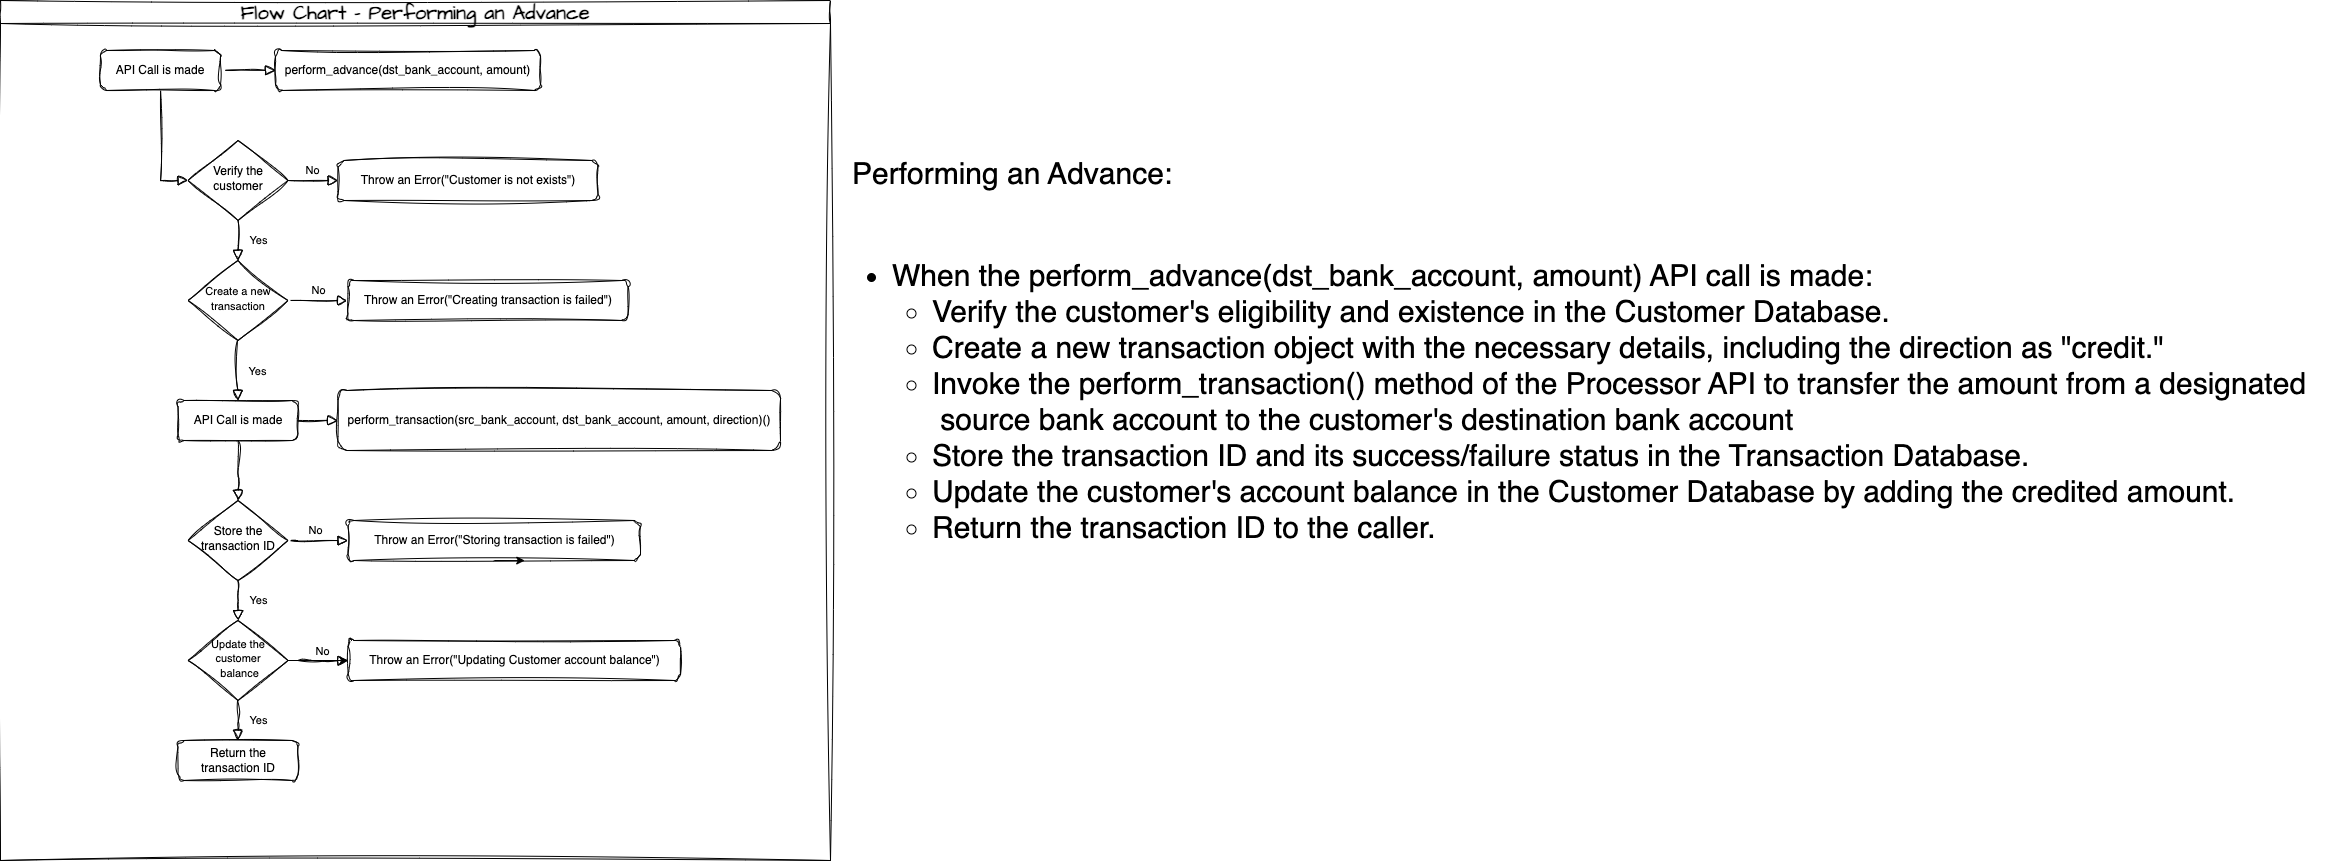 Flow Chart - Performing an Advance
API Call is made
perform_advance(dst_bank_account, amount)
Verify the
customer
No
Throw an Error("Customer is not exists")
Yes
Create a new
transaction
No
Throw an Error("Creating transaction is failed")
Yes
API Call is made
perform_transaction(src_bank_account, dst_bank_account, amount, direction)()
Store the
transaction ID
No
Throw an Error("Storing transaction is failed")
Yes
Update the
customer
balance
No
Throw an Error("Updating Customer account balance")
Yes
Return the
transaction ID
Performing an Advance:
• When the perform_advance(dst_bank_account, amount) API call is made:
○ Verify the customer's eligibility and existence in the Customer Database.
○ Create a new transaction object with the necessary details, including the direction as "credit."
○ Invoke the perform_transaction() method of the Processor API to transfer the amount from a designated
source bank account to the customer's destination bank account
○ Store the transaction ID and its success/failure status in the Transaction Database.
○ Update the customer's account balance in the Customer Database by adding the credited amount.
○ Return the transaction ID to the caller.